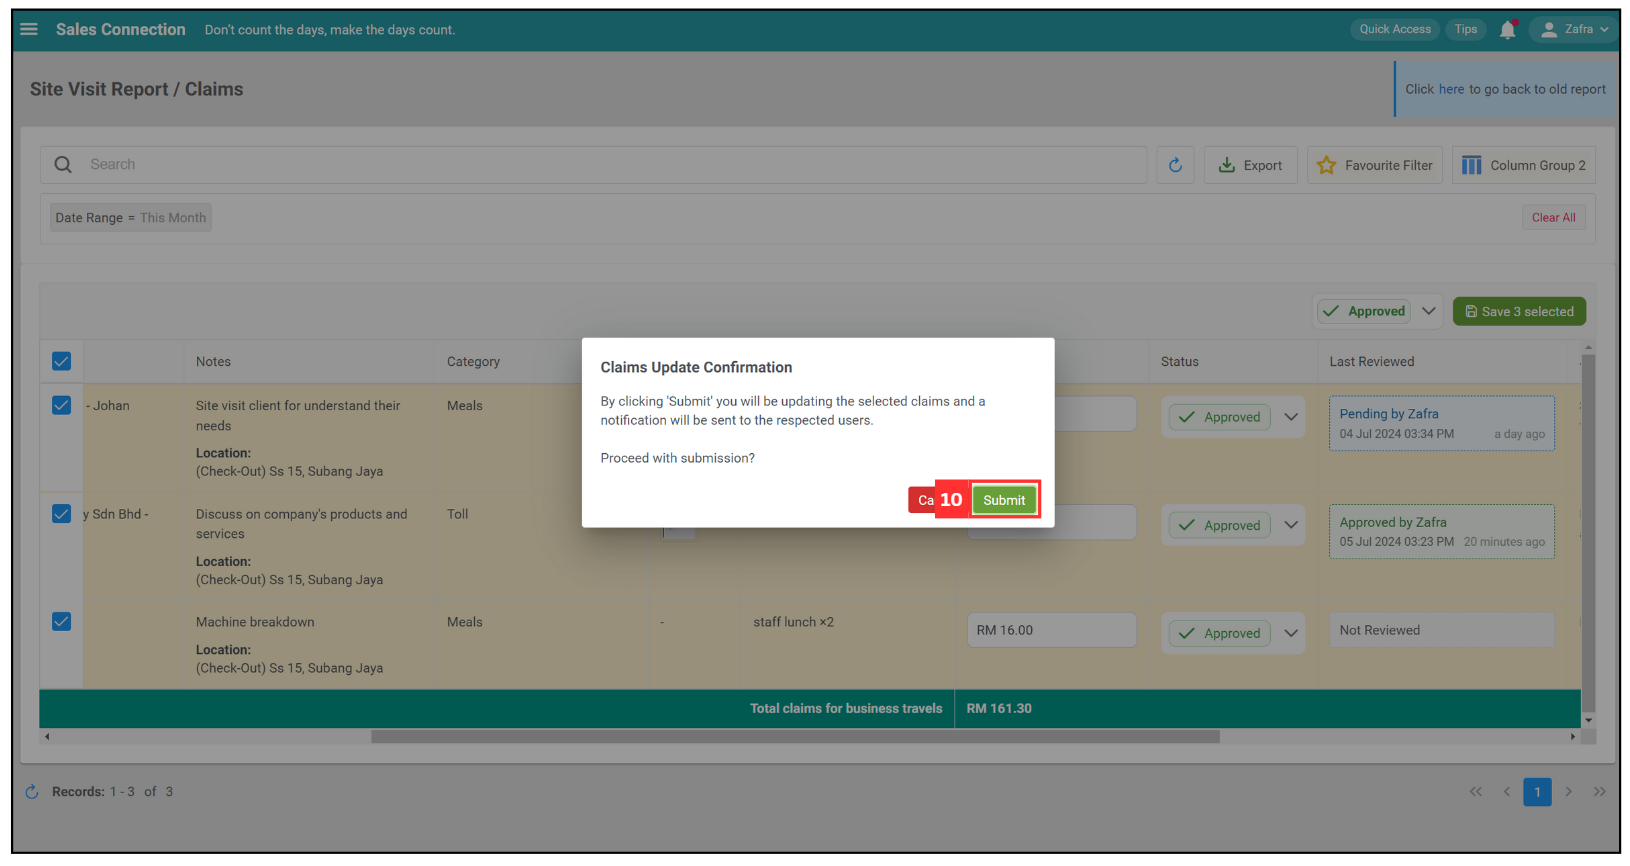 Sales Connection Don't count the days, make the days count. Quick Access Tips Zafra
Site Visit Report / Claims
Click here to go back to old report
Search Export Favourite Filter Column Group 2
Date Range = This Month Clear All
Approved Save 3 selected
Notes Category Status Last Reviewed
Claims Update Confirmation
By clicking 'Submit' you will be updating the selected claims and a
notification will be sent to the respected users.
Proceed with submission?
10 Submit
- Johan Site visit client for understand their Meals Approved Pending by Zafra
needs 04 Jul 2024 03:34 PM a day ago
Location:
(Check-Out) Ss 15, Subang Jaya
y Sdn Bhd - Discuss on company's products and Toll Approved Approved by Zafra
services 05 Jul 2024 03:23 PM 20 minutes ago
Location:
(Check-Out) Ss 15, Subang Jaya
Machine breakdown Meals - staff lunch ×2 RM 16.00 Approved Not Reviewed
Location:
(Check-Out) Ss 15, Subang Jaya
Total claims for business travels RM 161.30
Records: 1 - 3 of 3 << < 1 > >>